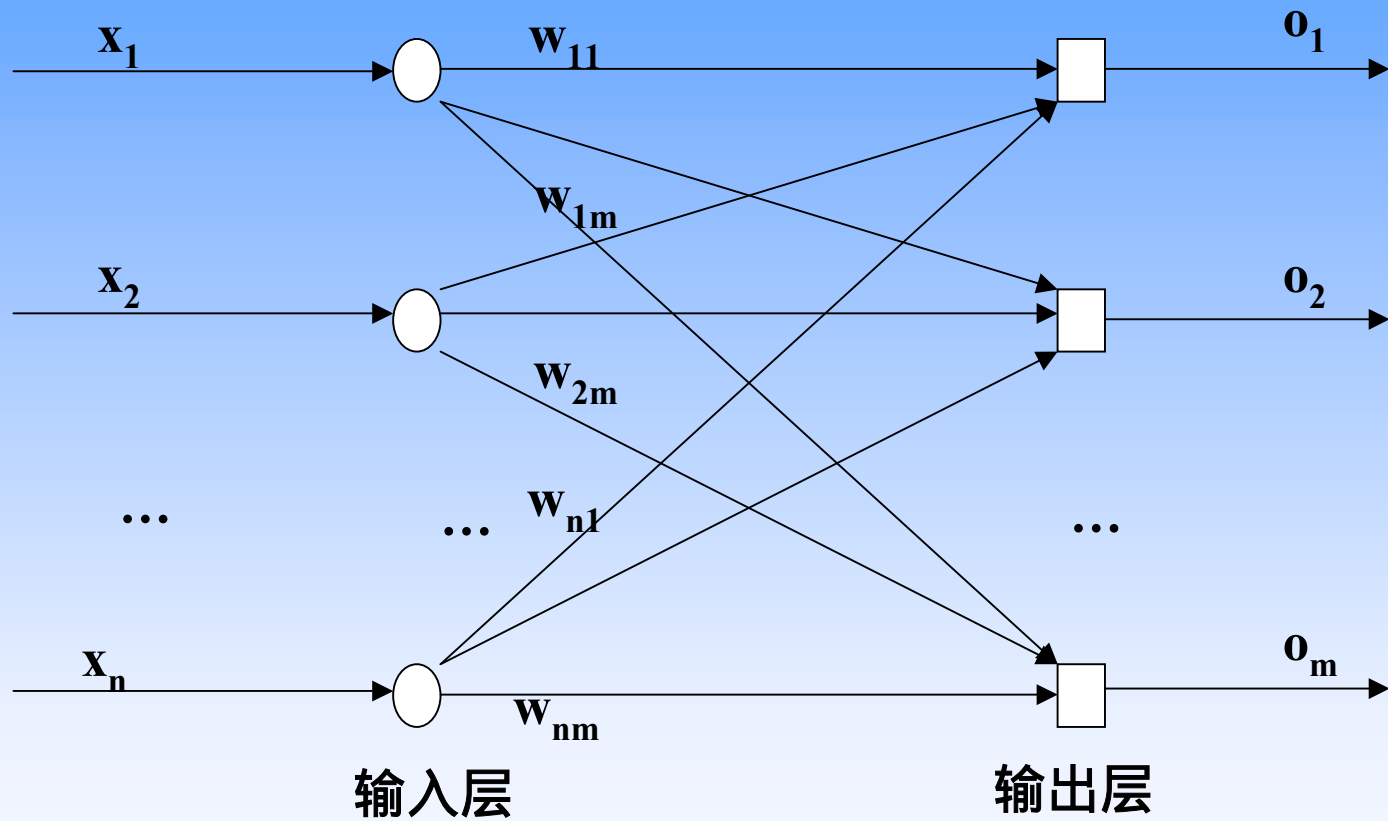 x₁ w₁₁ o₁
w₁ₘ
x₂ o₂
w₂ₘ
… wₙ₁ … …
xₙ oₘ
wₙₘ
输入层 输出层